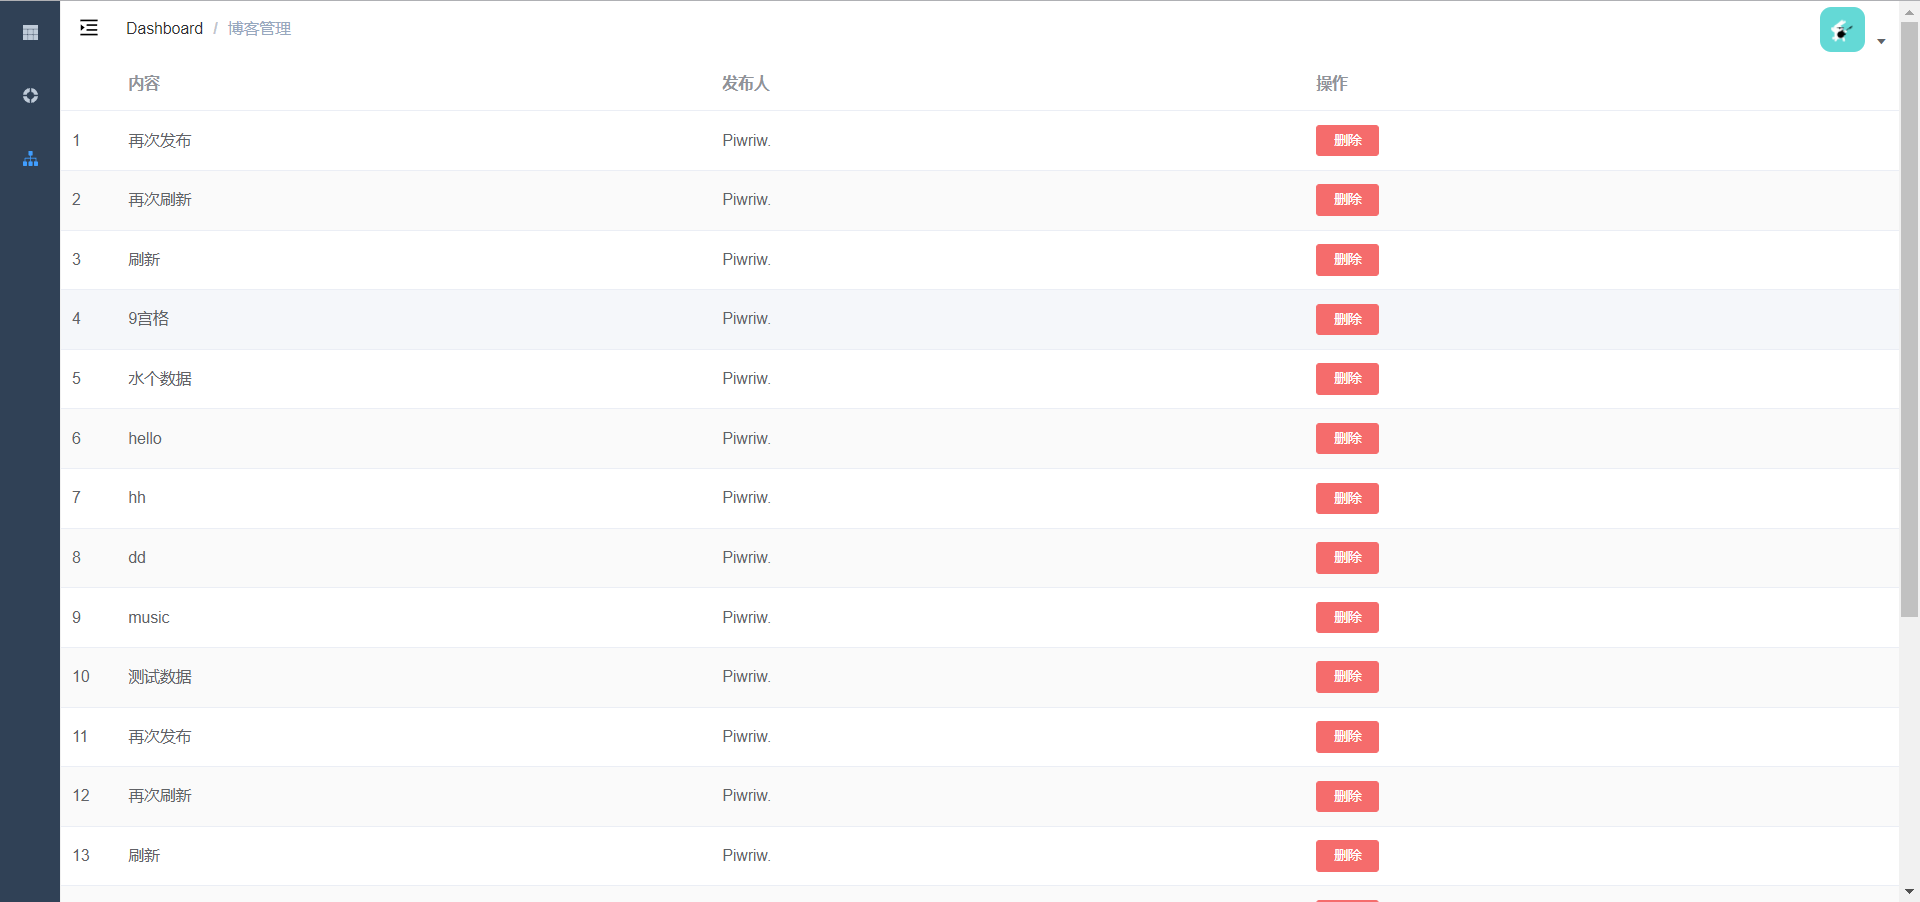 Dashboard / 博客管理
内容 发布人 操作
1 再次发布 Piwriw. 删除
2 再次刷新 Piwriw. 删除
3 刷新 Piwriw. 删除
4 9宫格 Piwriw. 删除
5 水个数据 Piwriw. 删除
6 hello Piwriw. 删除
7 hh Piwriw. 删除
8 dd Piwriw. 删除
9 music Piwriw. 删除
10 测试数据 Piwriw. 删除
11 再次发布 Piwriw. 删除
12 再次刷新 Piwriw. 删除
13 刷新 Piwriw. 删除